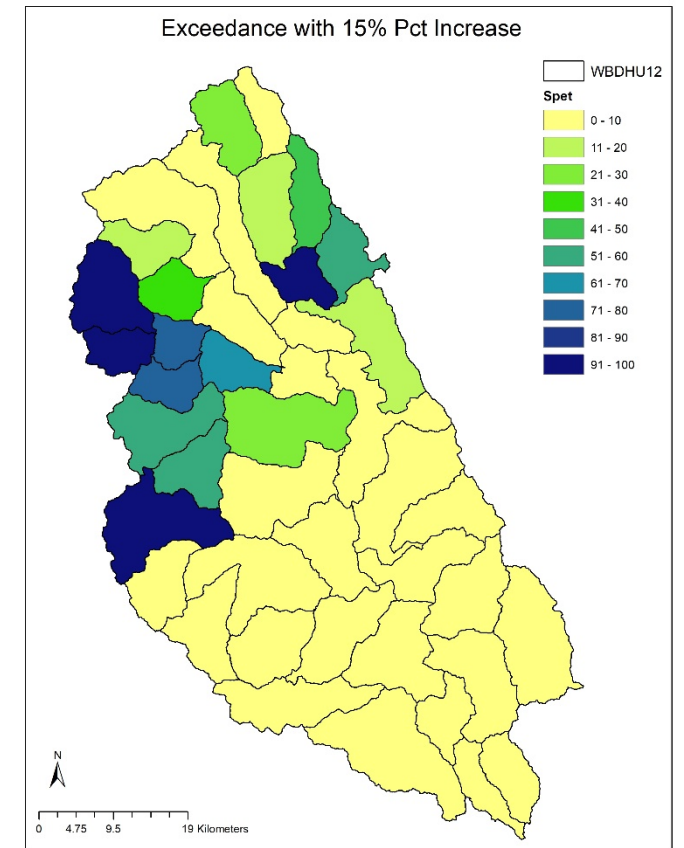 Exceedance with 15% Pct Increase
WBDHU12
Spet
0 - 10
11 - 20
21 - 30
31 - 40
41 - 50
51 - 60
61 - 70
71 - 80
81 - 90
91 - 100
N
0 4.75 9.5 19 Kilometers